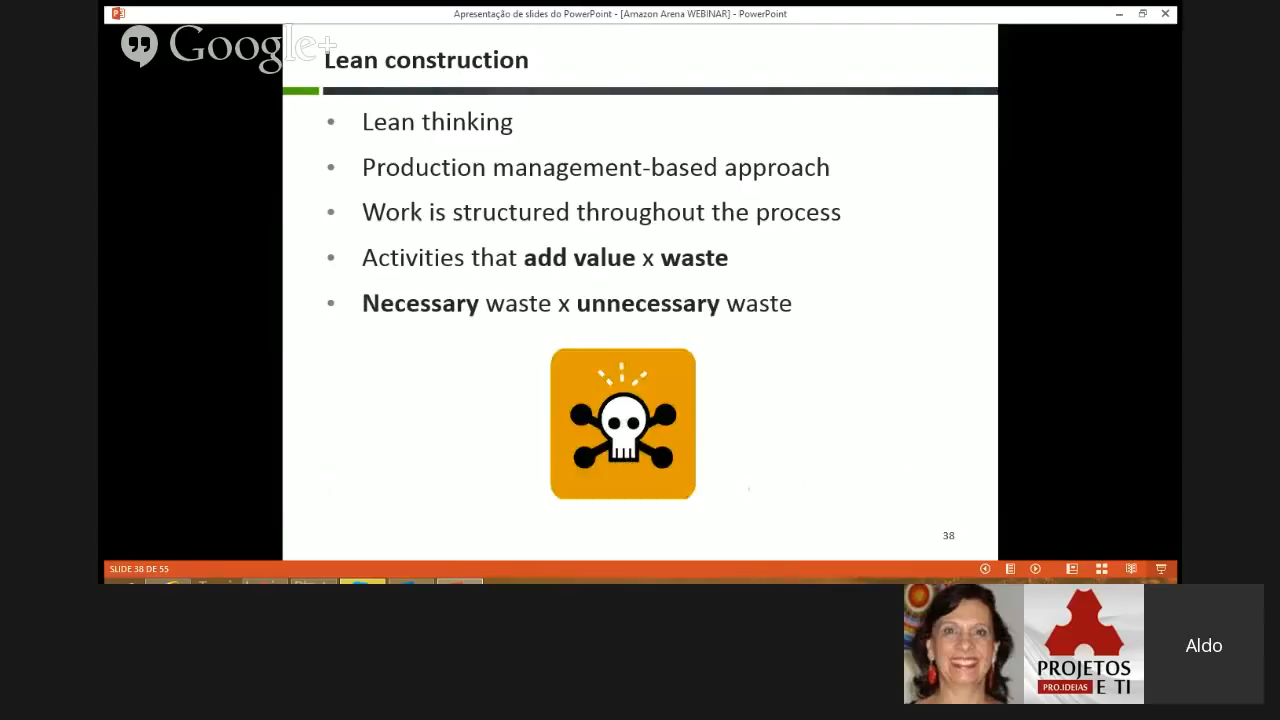 Apresentação de slides do PowerPoint - [Amazon Arena WEBINAR] - PowerPoint
Google+
Lean construction
• Lean thinking
• Production management-based approach
• Work is structured throughout the process
• Activities that add value x waste
• Necessary waste x unnecessary waste
38
SLIDE 38 DE 55
PROJETOS
PRO.IDEIAS E TI
Aldo